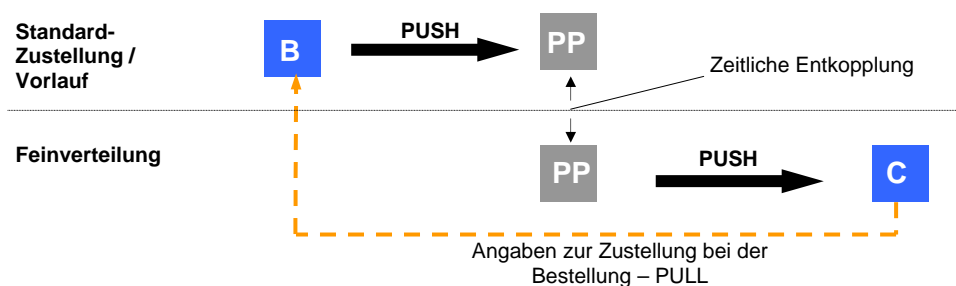 Standard-
Zustellung /
Vorlauf
B
PUSH
PP
Zeitliche Entkopplung
Feinverteilung
PP
PUSH
C
Angaben zur Zustellung bei der
Bestellung – PULL